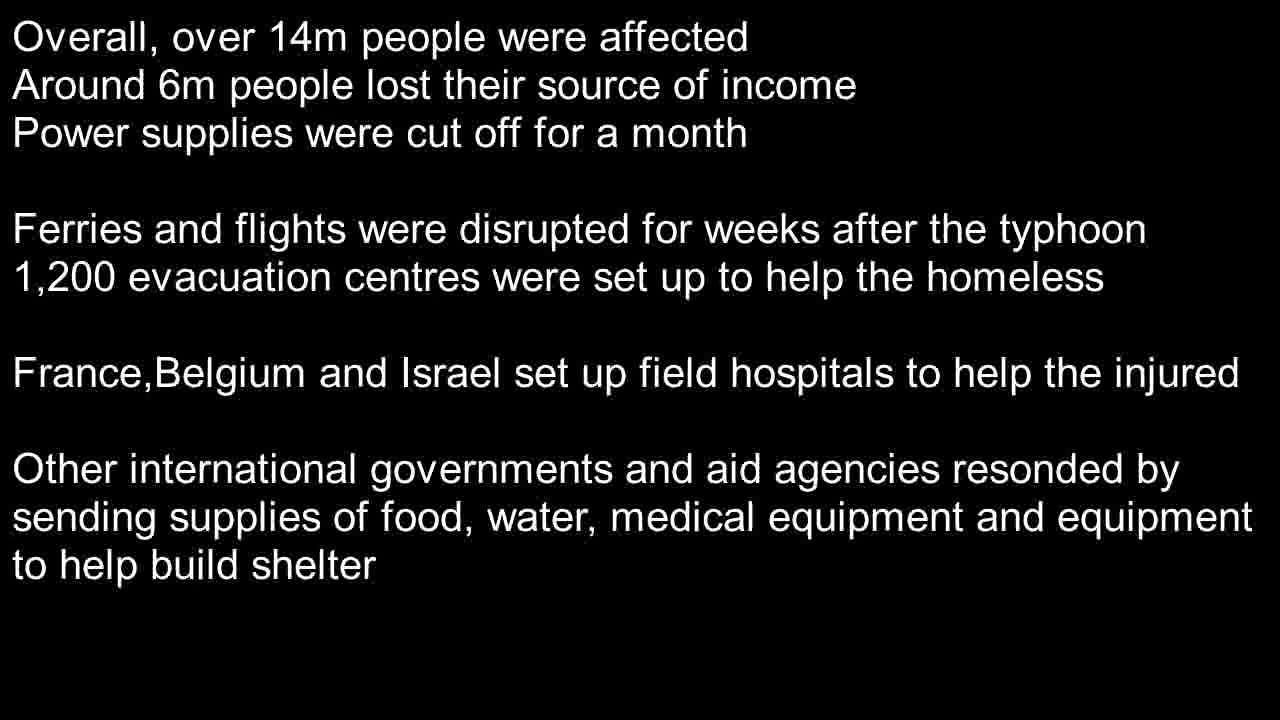 Overall, over 14m people were affected
Around 6m people lost their source of income
Power supplies were cut off for a month
Ferries and flights were disrupted for weeks after the typhoon
1,200 evacuation centres were set up to help the homeless
France,Belgium and Israel set up field hospitals to help the injured
Other international governments and aid agencies resonded by
sending supplies of food, water, medical equipment and equipment
to help build shelter